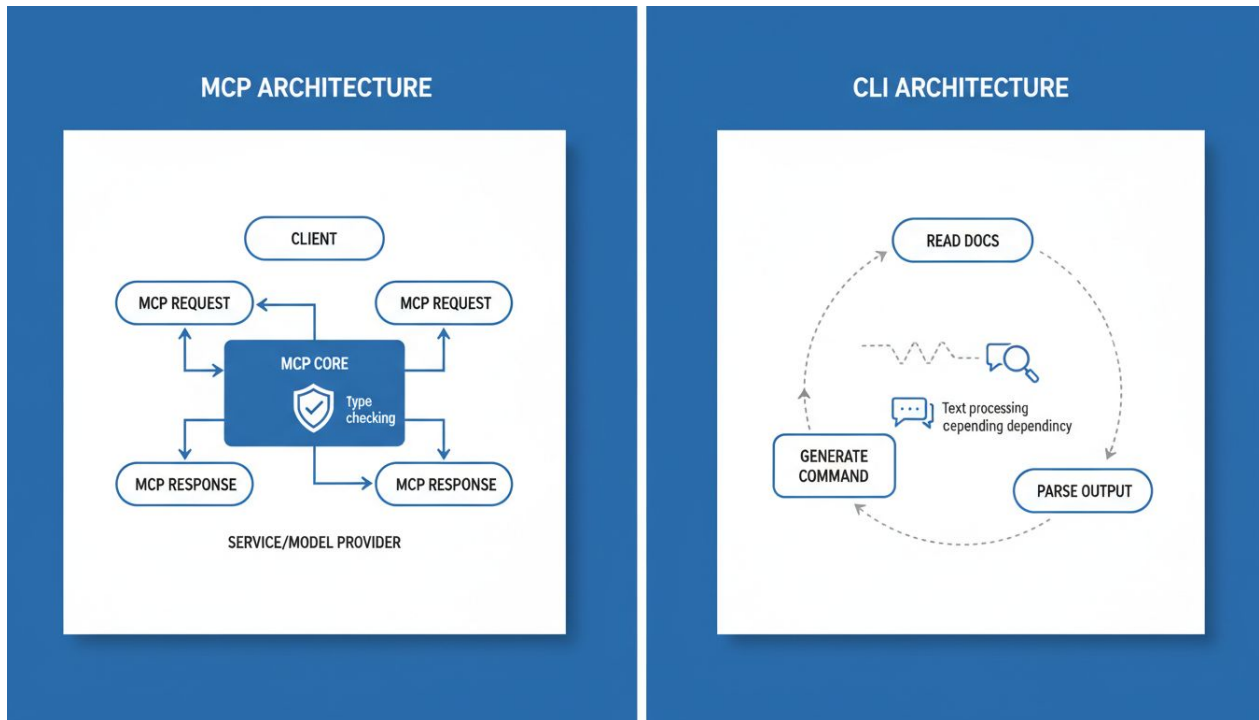 MCP ARCHITECTURE
CLIENT
MCP REQUEST
MCP REQUEST
MCP CORE
Type
checking
MCP RESPONSE
MCP RESPONSE
SERVICE/MODEL PROVIDER
CLI ARCHITECTURE
READ DOCS
Text processing
cepending dependincy
GENERATE
COMMAND
PARSE OUTPUT